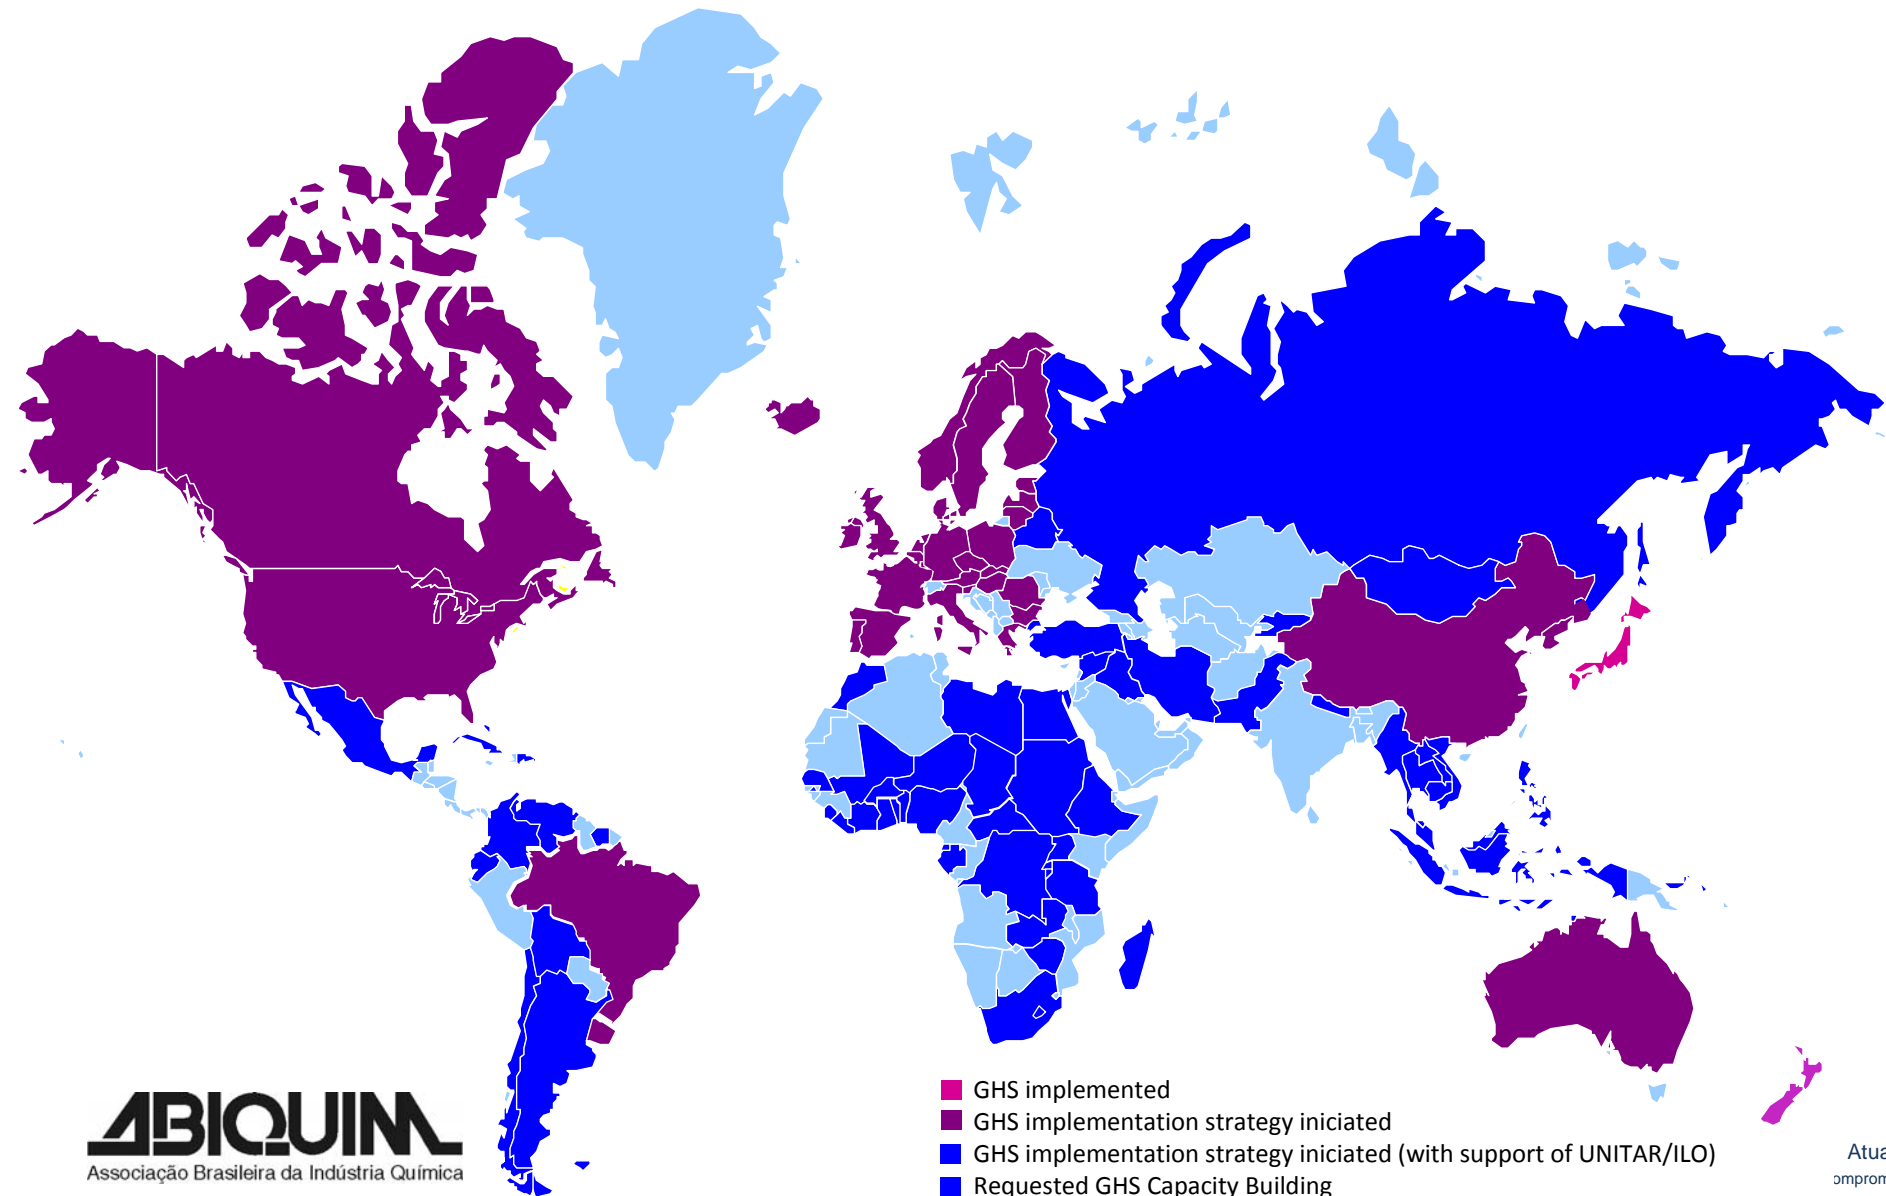 GHS implemented
GHS implementation strategy iniciated
GHS implementation strategy iniciated (with support of UNITAR/ILO)
Requested GHS Capacity Building
ABIQUIM
Associação Brasileira da Indústria Química